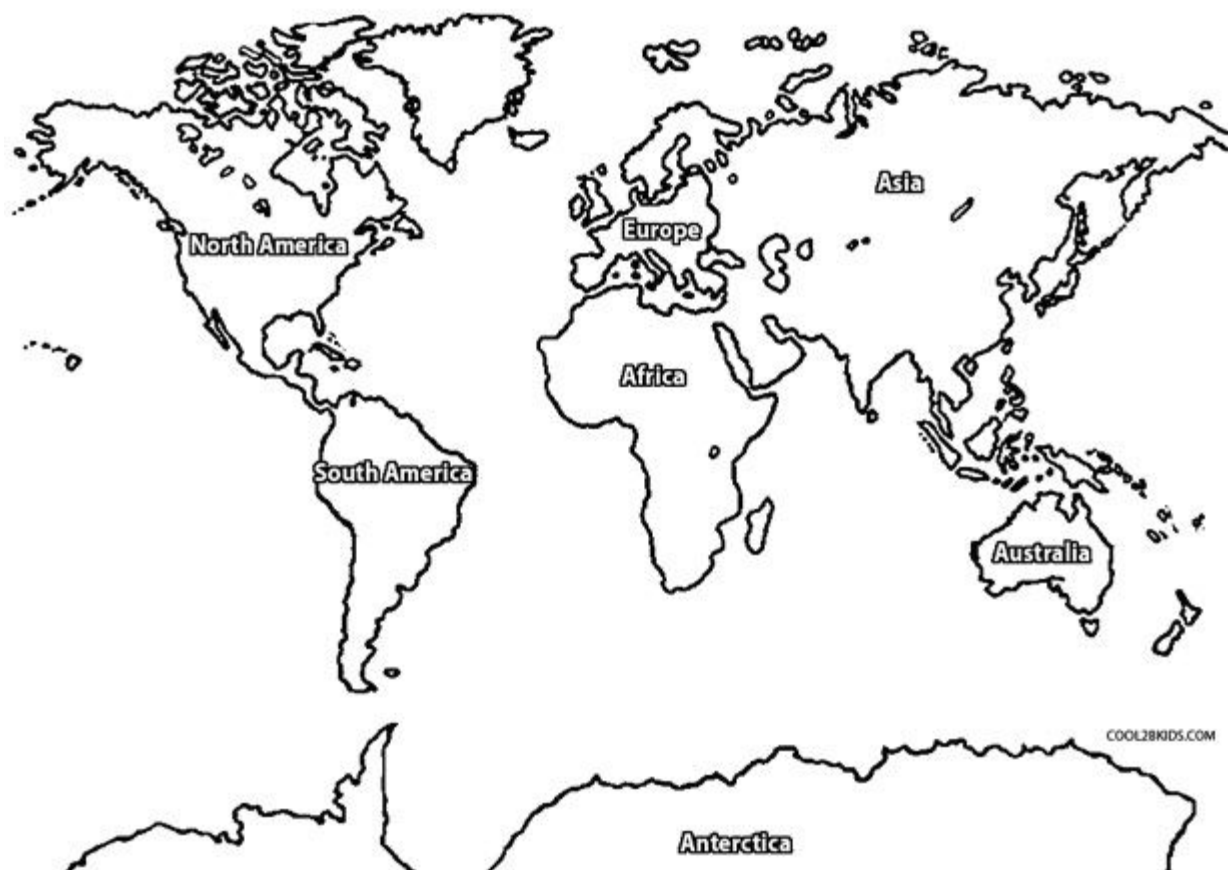 North America
Europe
Asia
Africa
South America
Australia
COOL2BKIDS.COM
Anterctica